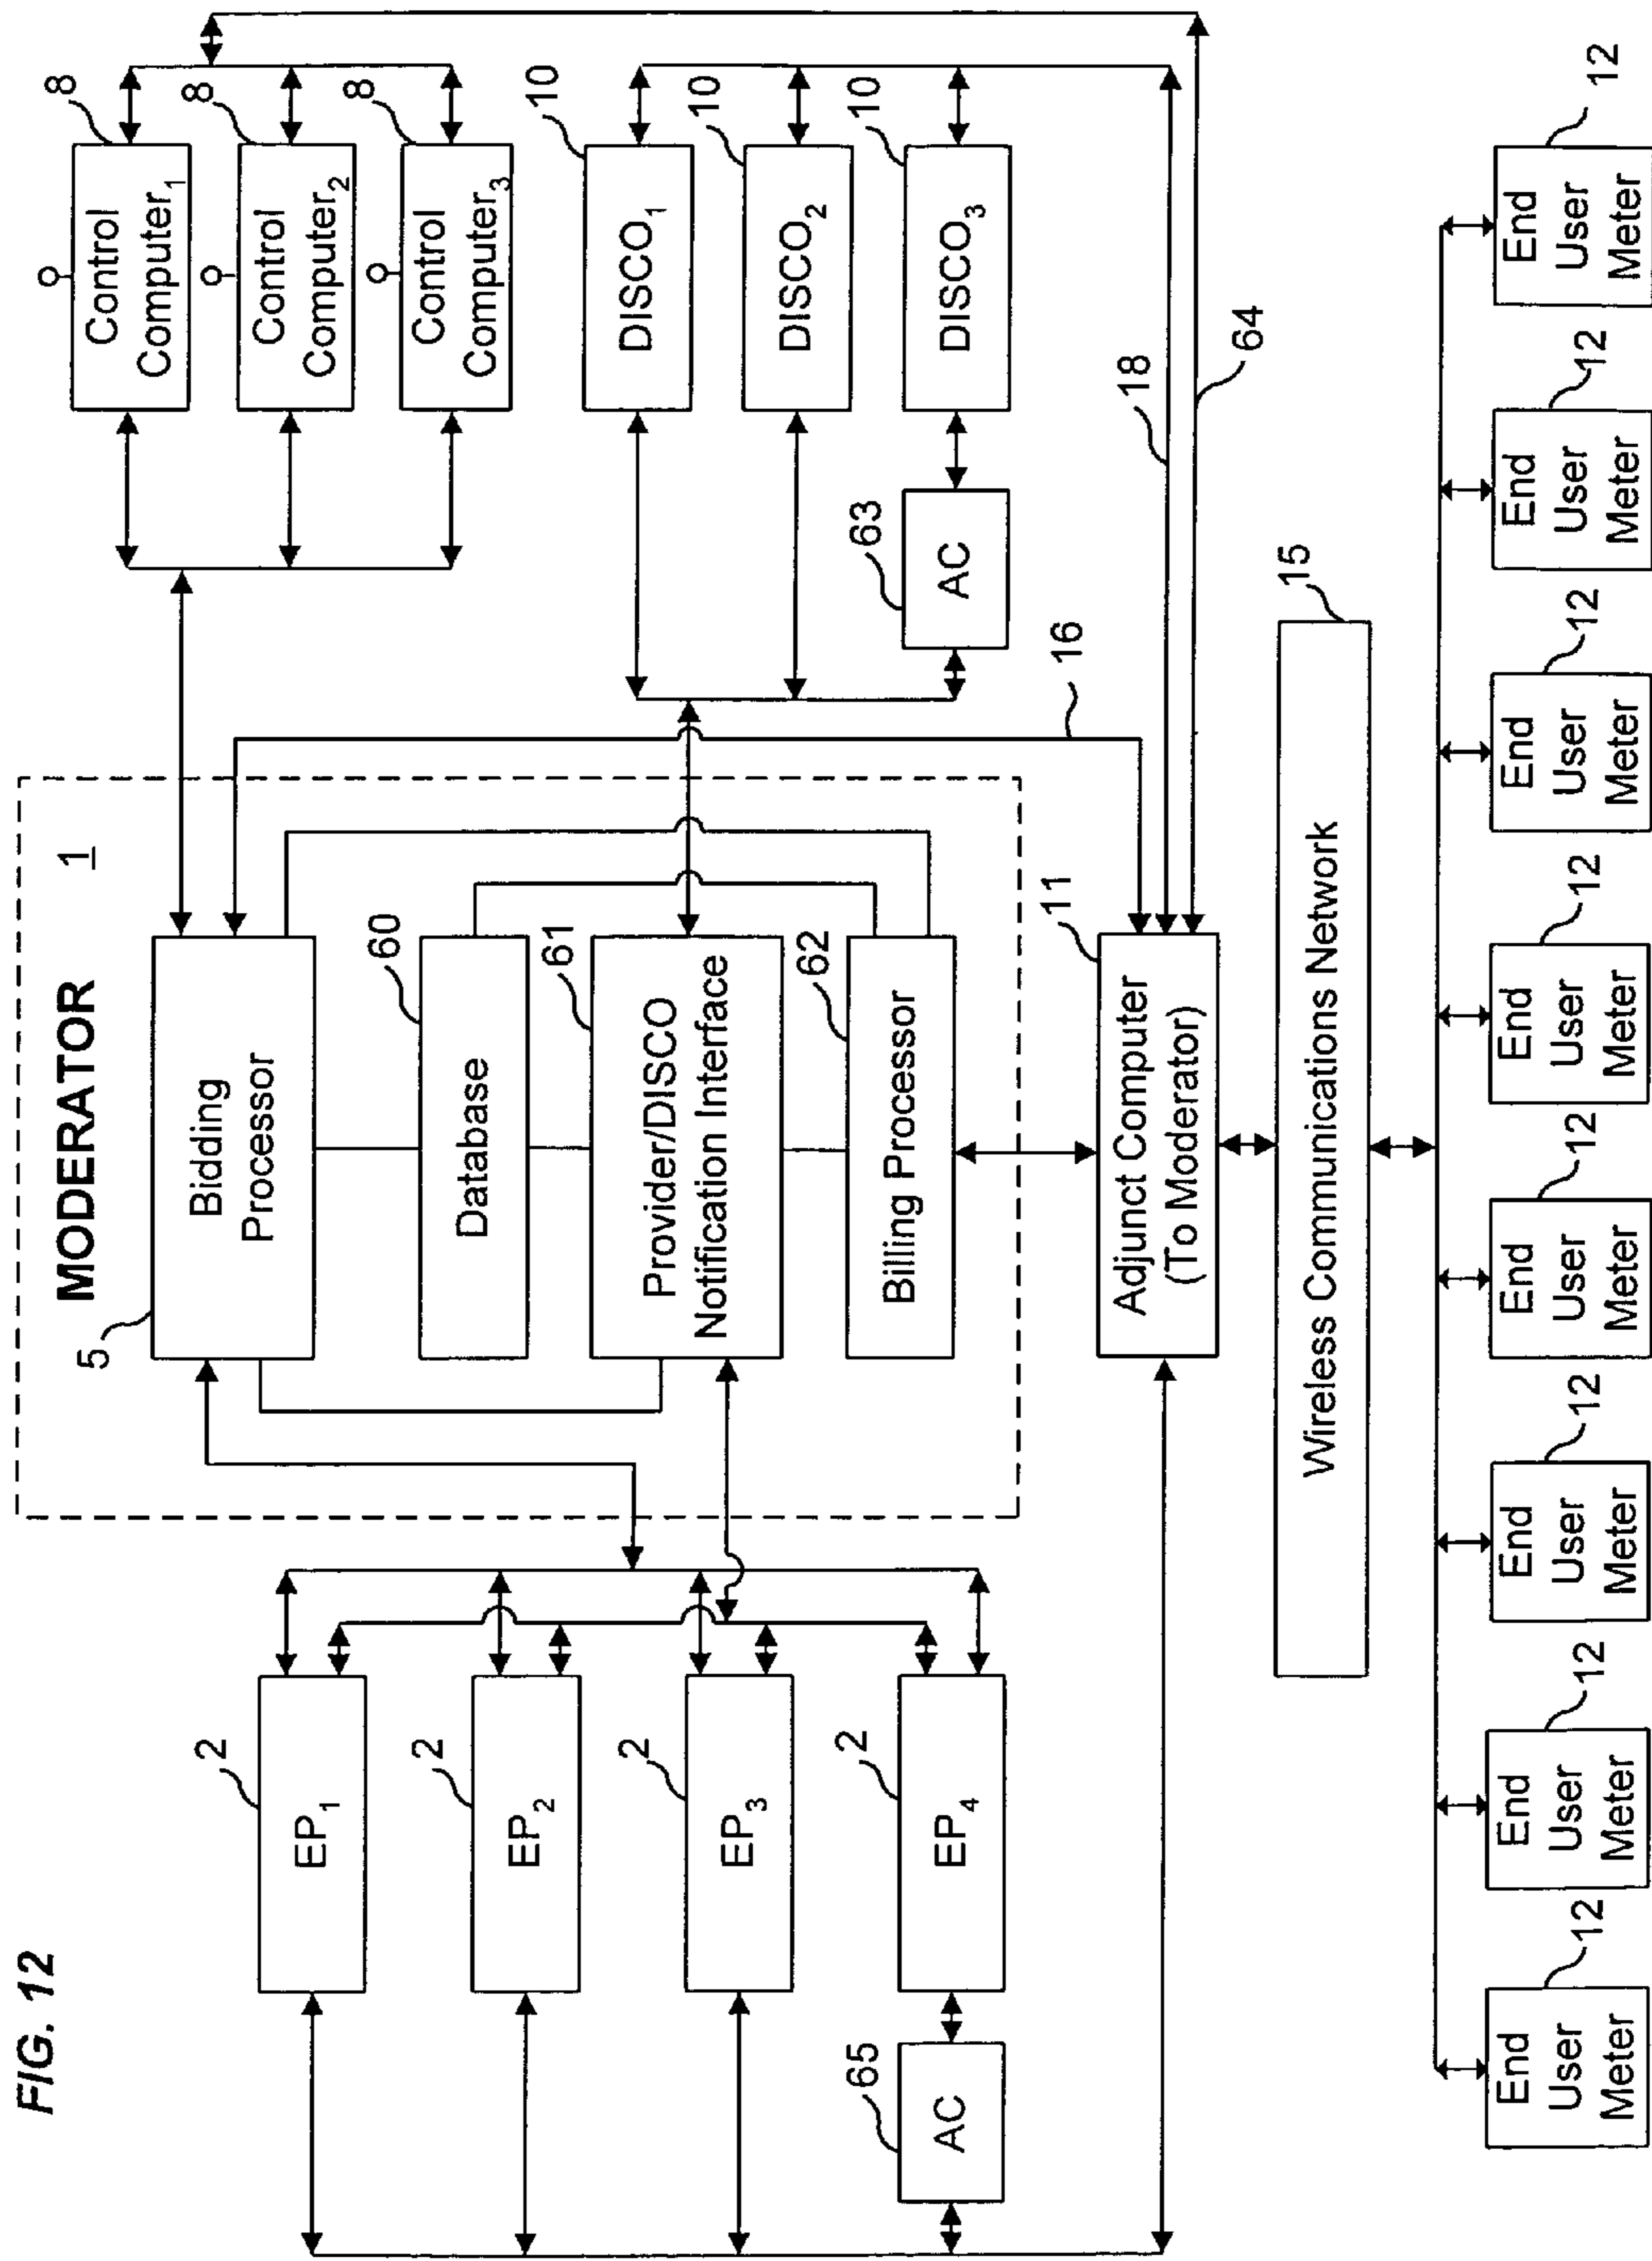 FIG. 12
MODERATOR
1
5
Bidding
Processor
60
Database
61
Provider/DISCO
Notification Interface
62
Billing Processor
2
EP1
2
EP2
2
EP3
2
EP4
65
AC
8
Control
Computer1
8
Control
Computer2
8
Control
Computer3
10
DISCO1
10
DISCO2
10
DISCO3
63
AC
16
18
64
11
Adjunct Computer
(To Moderator)
15
Wireless Communications Network
12
End
User
Meter
12
End
User
Meter
12
End
User
Meter
12
End
User
Meter
12
End
User
Meter
12
End
User
Meter
12
End
User
Meter
12
End
User
Meter